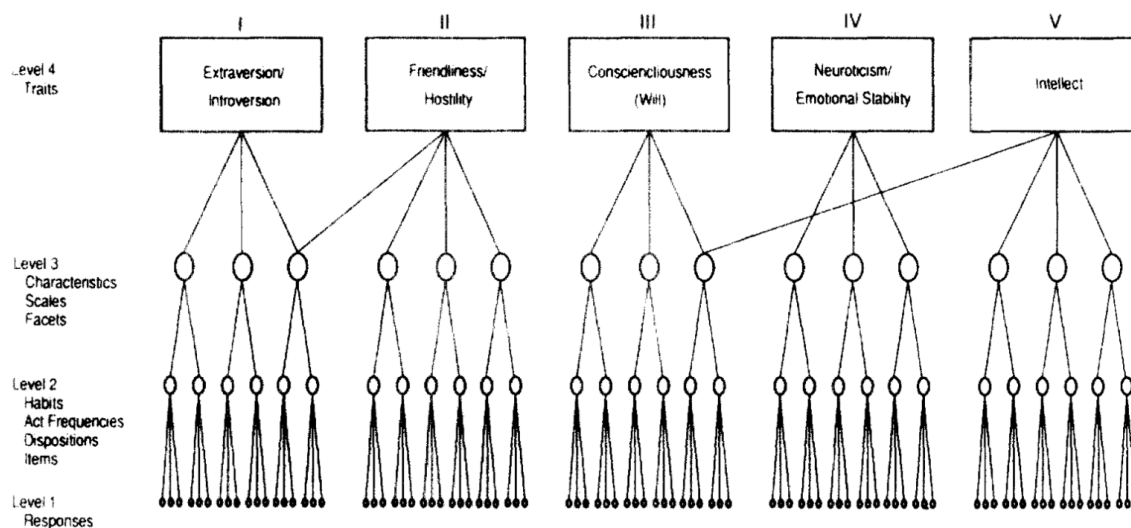 I II III IV V
Level 4
Traits
Extraversion/
Introversion
Friendliness/
Hostility
Conscienctiousness
(Will)
Neuroticism/
Emotional Stability
Intellect
Level 3
Characteristics
Scales
Facets
Level 2
Habits
Act Frequencies
Dispositions
Items
Level 1
Responses